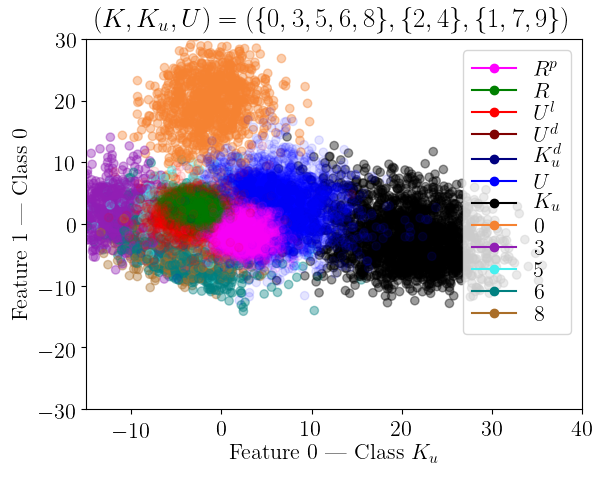 (K, K_u, U) = ({0, 3, 5, 6, 8}, {2, 4}, {1, 7, 9})
Feature 1 — Class 0
30
20
10
0
−10
−20
−30
R^p
R
U^l
U^d
K_u^d
U
K_u
0
3
5
6
8
−10
0
10
20
30
40
Feature 0 — Class K_u